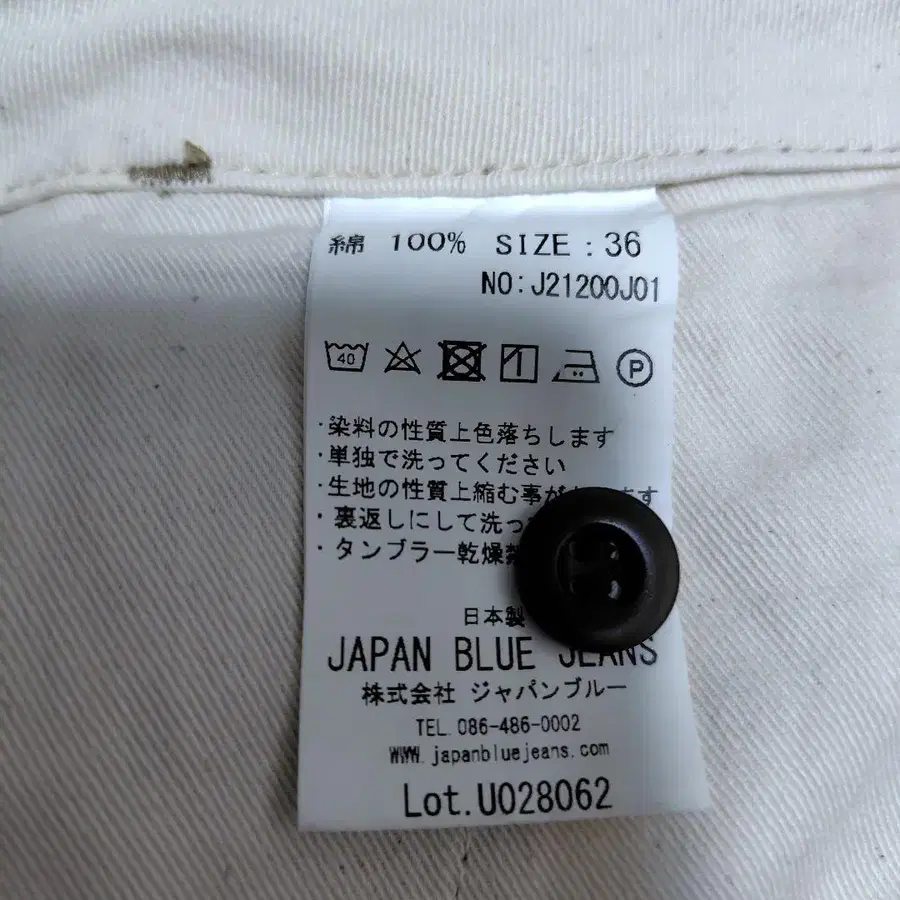 綿 100% SIZE : 36
NO:J21200J01
40 P
・染料の性質上色落ちします
・単独で洗ってください
・生地の性質上縮む事が
・裏返しにして洗っ
・タンブラー乾燥
日本製
JAPAN BLUE JEANS
株式会社 ジャパンブルー
TEL.086-486-0002
WWW.japanbluejeans.com
Lot.U028062